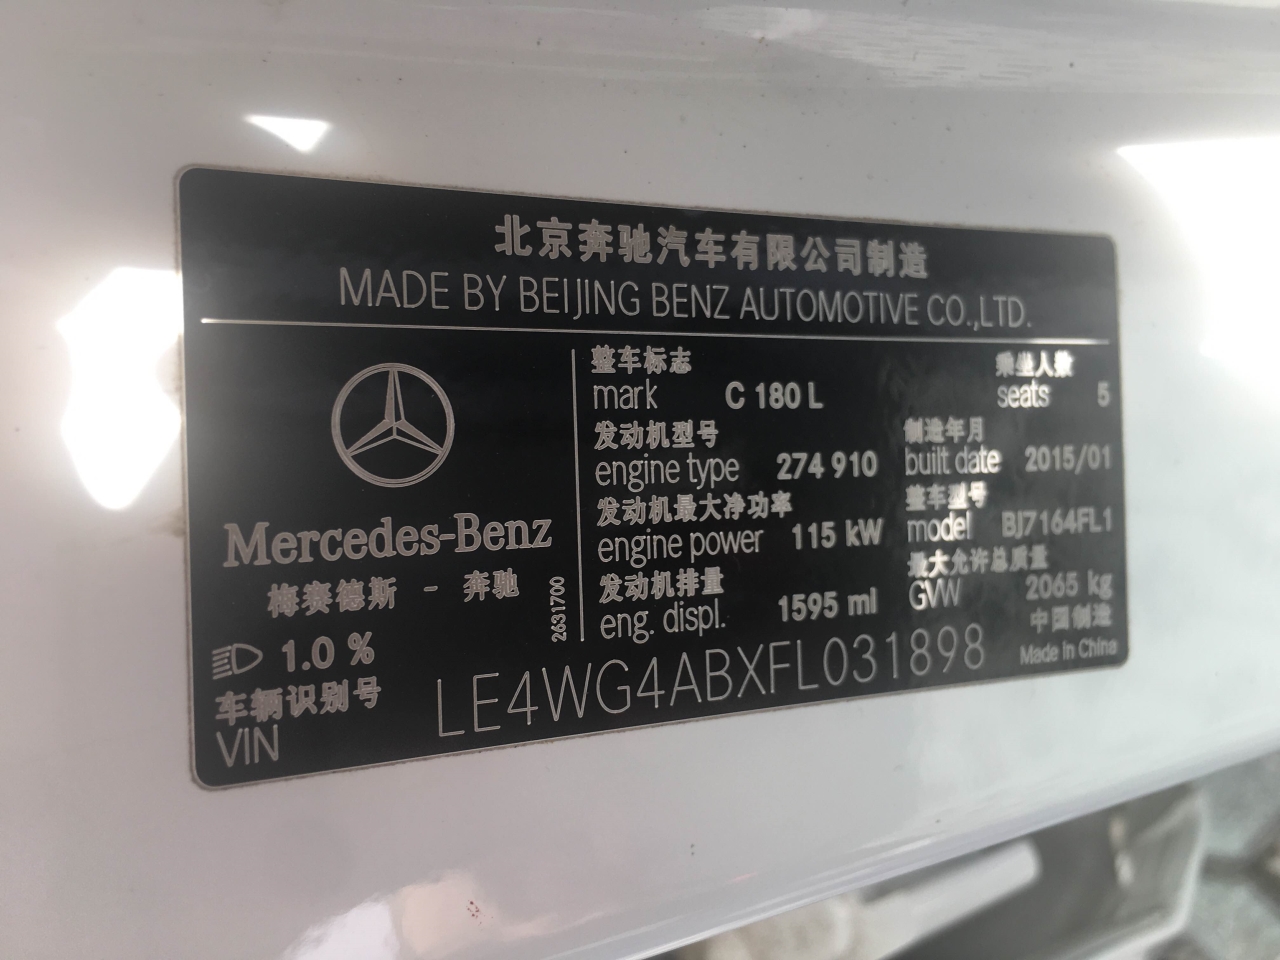 北京奔驰汽车有限公司制造
MADE BY BEIJING BENZ AUTOMOTIVE CO.,LTD.
Mercedes-Benz
梅赛德斯 - 奔驰
1.0 %
2631700
整车标志
mark C 180 L
乘坐人数
seats 5
发动机型号
engine type 274 910
制造年月
built date 2015/01
发动机最大净功率
engine power 115 kW
整车型号
model BJ7164FL1
发动机排量
eng. displ. 1595 ml
最大允许总质量
GVW 2065 kg
中国制造
Made in China
车辆识别号
VIN LE4WG4ABXFL031898